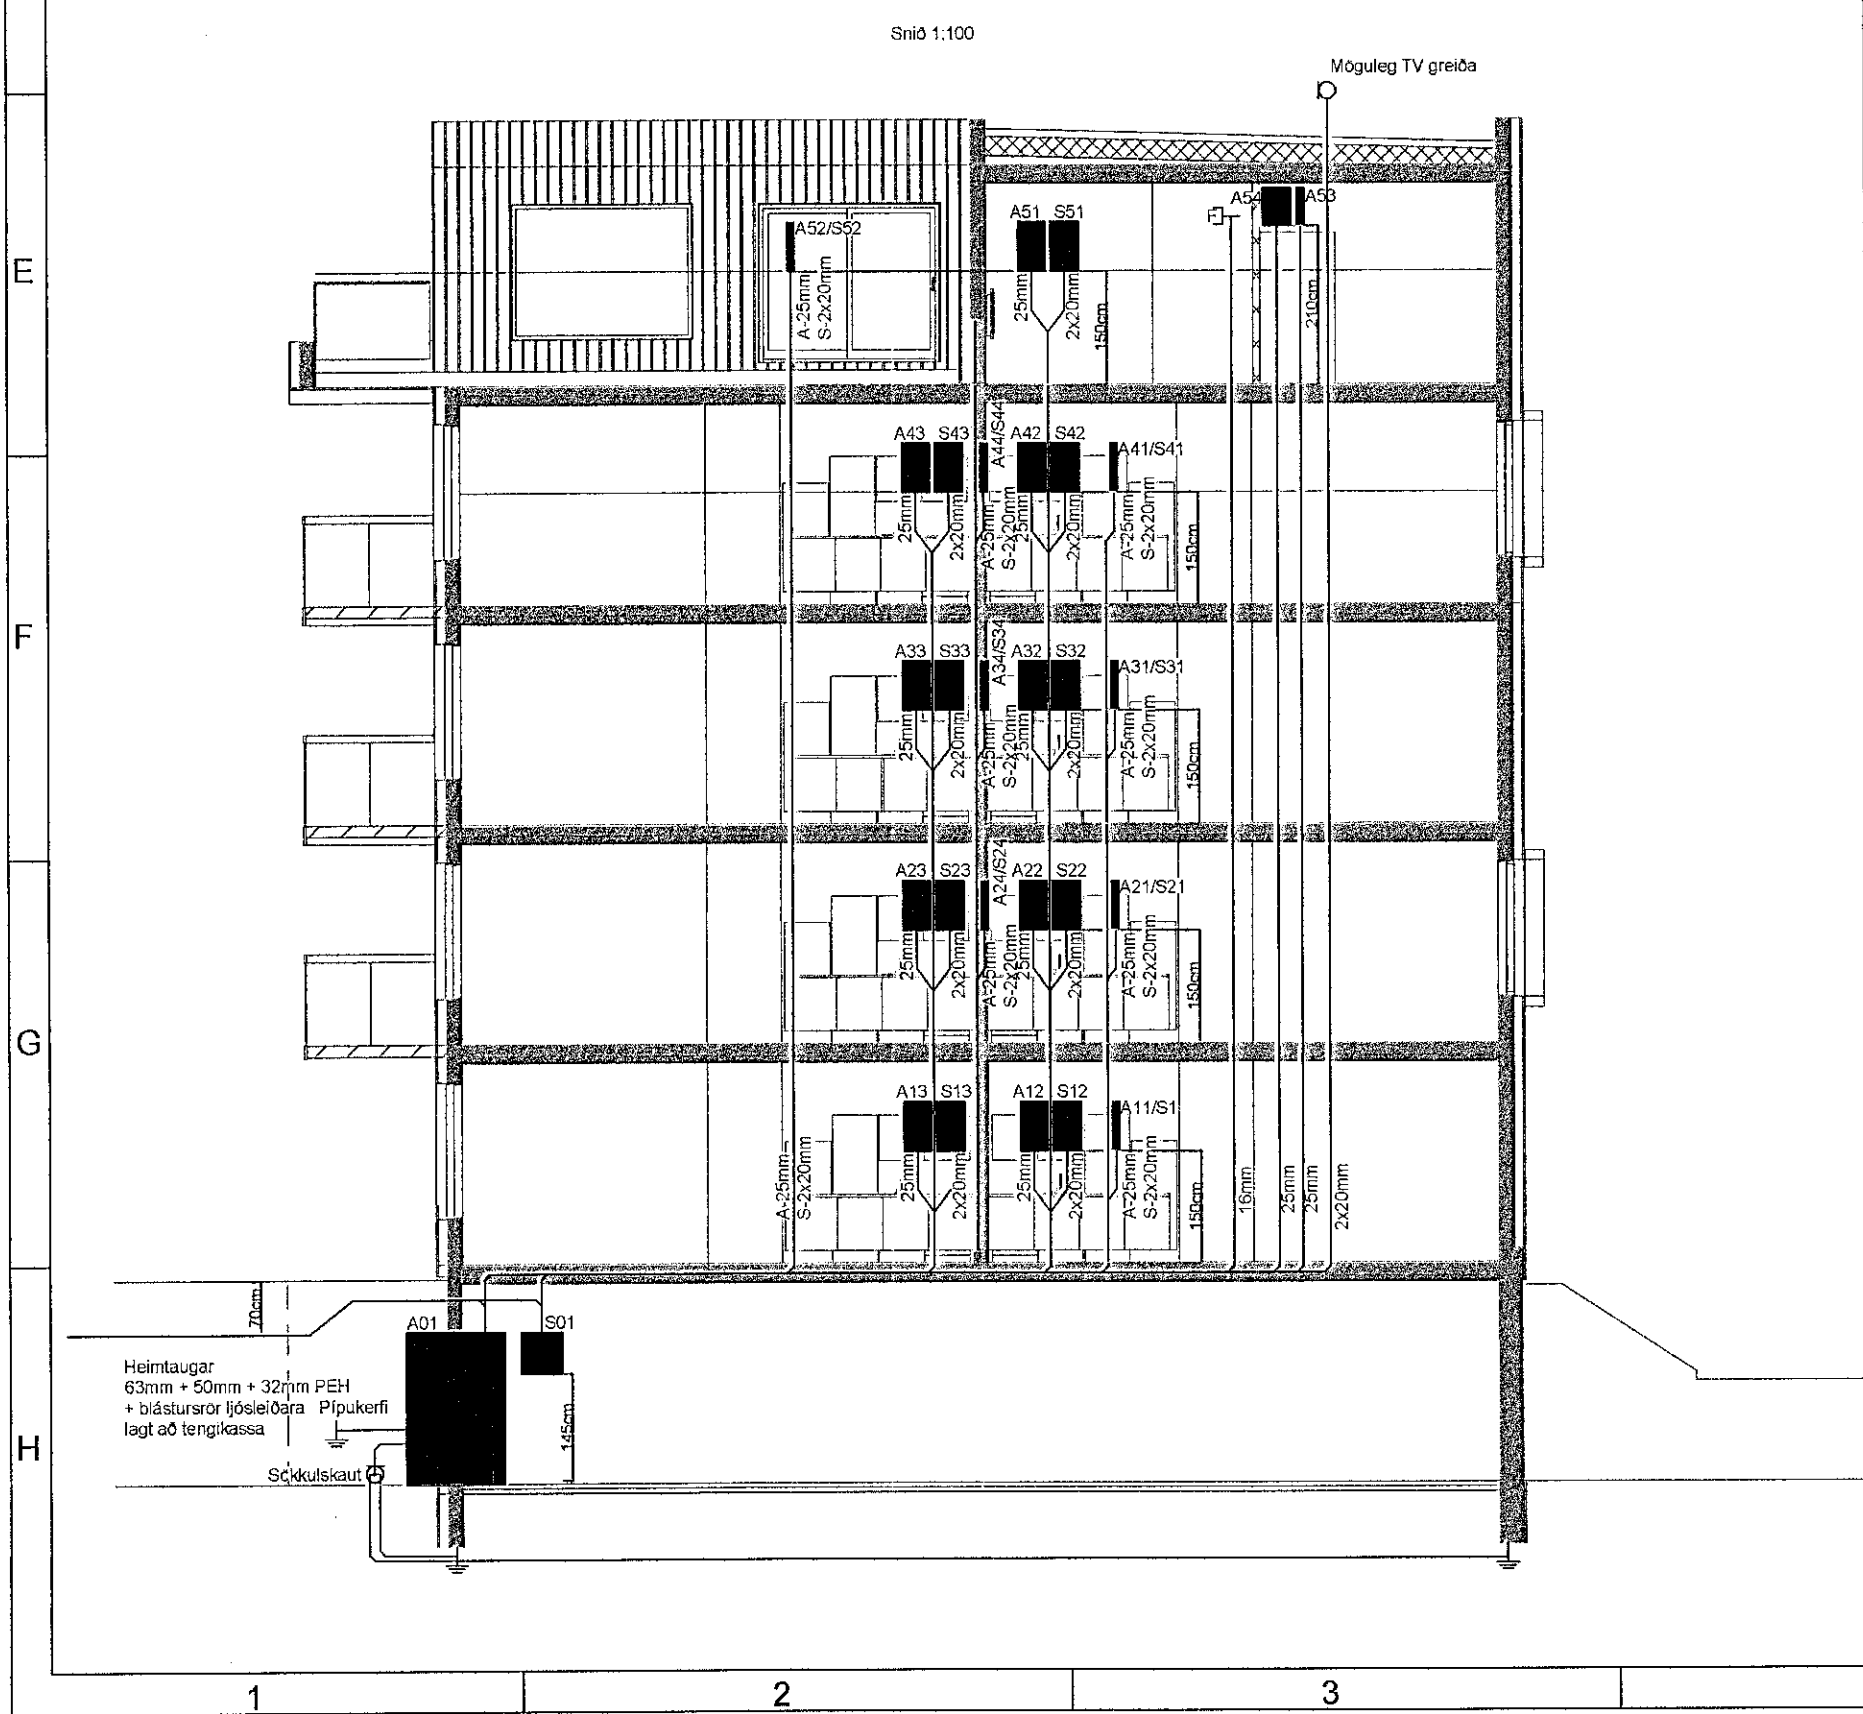 Snið 1:100
Möguleg TV greiða
E
A52/S52
A-25mm
S-2x20mm
A51 S51
25mm
2x20mm
150cm
A54
A53
210cm
A43 S43
25mm
2x20mm
A44/S44
A-25mm
S-2x20mm
A42 S42
25mm
2x20mm
A41/S41
A-25mm
S-2x20mm
150cm
F
A33 S33
25mm
2x20mm
A34/S34
A-25mm
S-2x20mm
A32 S32
25mm
2x20mm
A31/S31
A-25mm
S-2x20mm
150cm
A23 S23
25mm
2x20mm
A24/S24
A-25mm
S-2x20mm
A22 S22
25mm
2x20mm
A21/S21
A-25mm
S-2x20mm
150cm
G
A-25mm
S-2x20mm
A13 S13
25mm
2x20mm
A12 S12
25mm
2x20mm
A11/S1
A-25mm
S-2x20mm
150cm
16mm
25mm
25mm
2x20mm
70cm
A01
S01
Heimtaugar
63mm + 50mm + 32mm PEH
+ blástursrör ljósleiðara Pípukerfi
lagt að tengikassa
145cm
H
Sökkulskaut
1
2
3